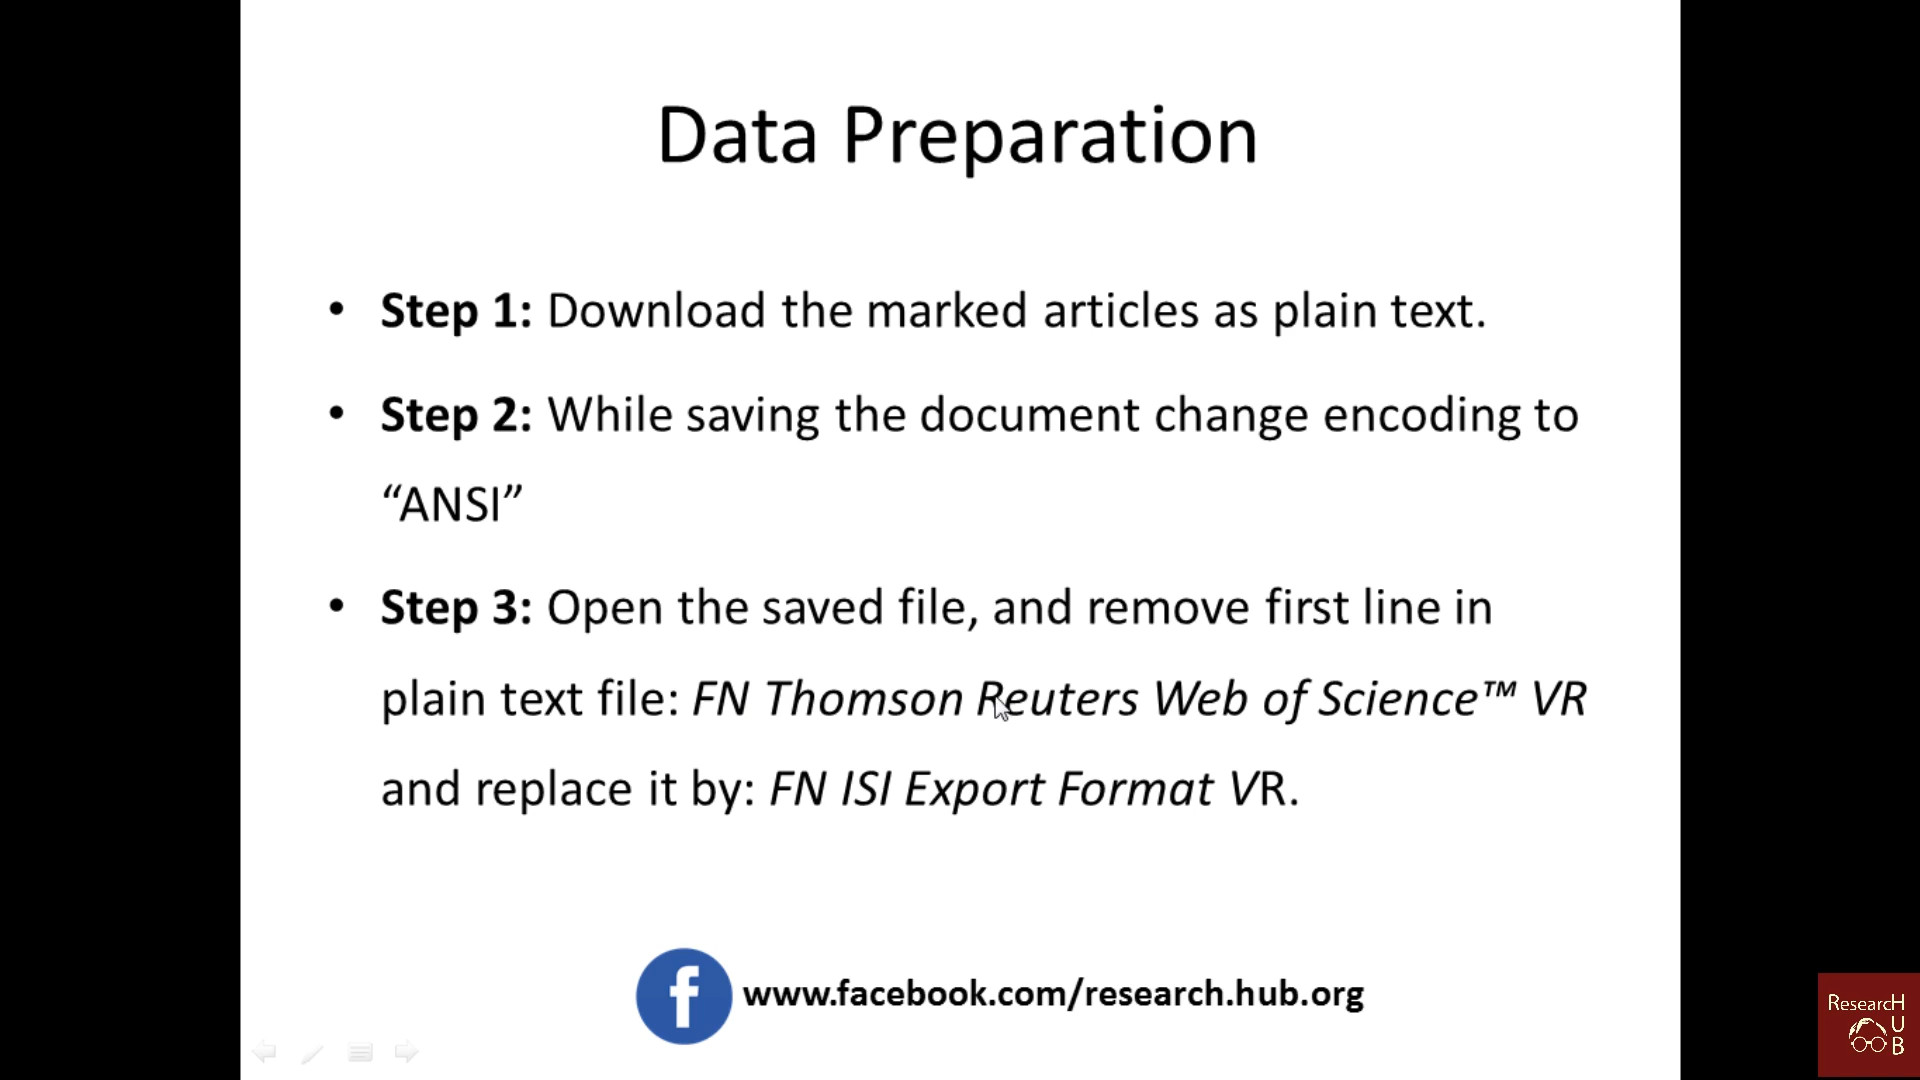 Data Preparation
• Step 1: Download the marked articles as plain text.
• Step 2: While saving the document change encoding to
“ANSI”
• Step 3: Open the saved file, and remove first line in
plain text file: FN Thomson Reuters Web of Science™ VR
and replace it by: FN ISI Export Format VR.
f www.facebook.com/research.hub.org
ResearcH
U
B